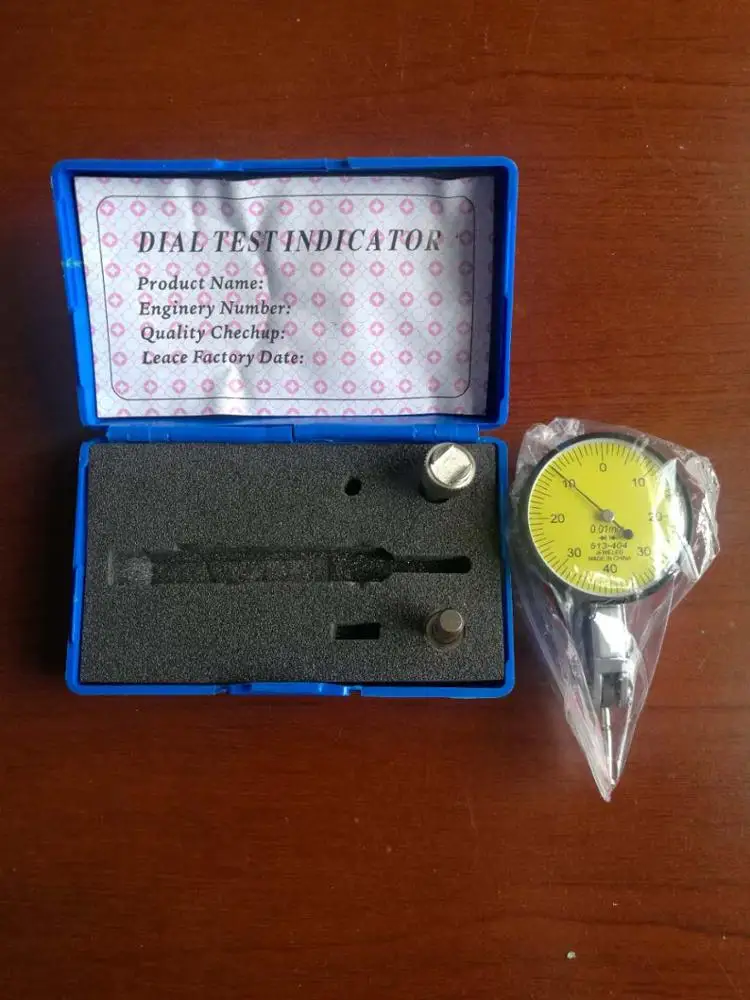 DIAL TEST INDICATOR
Product Name:
Enginery Number:
Quality Chechup:
Leace Factory Date:
0
10 10
20 20
0.01mm
513-404
JEWELED
MADE IN CHINA
30 30
40